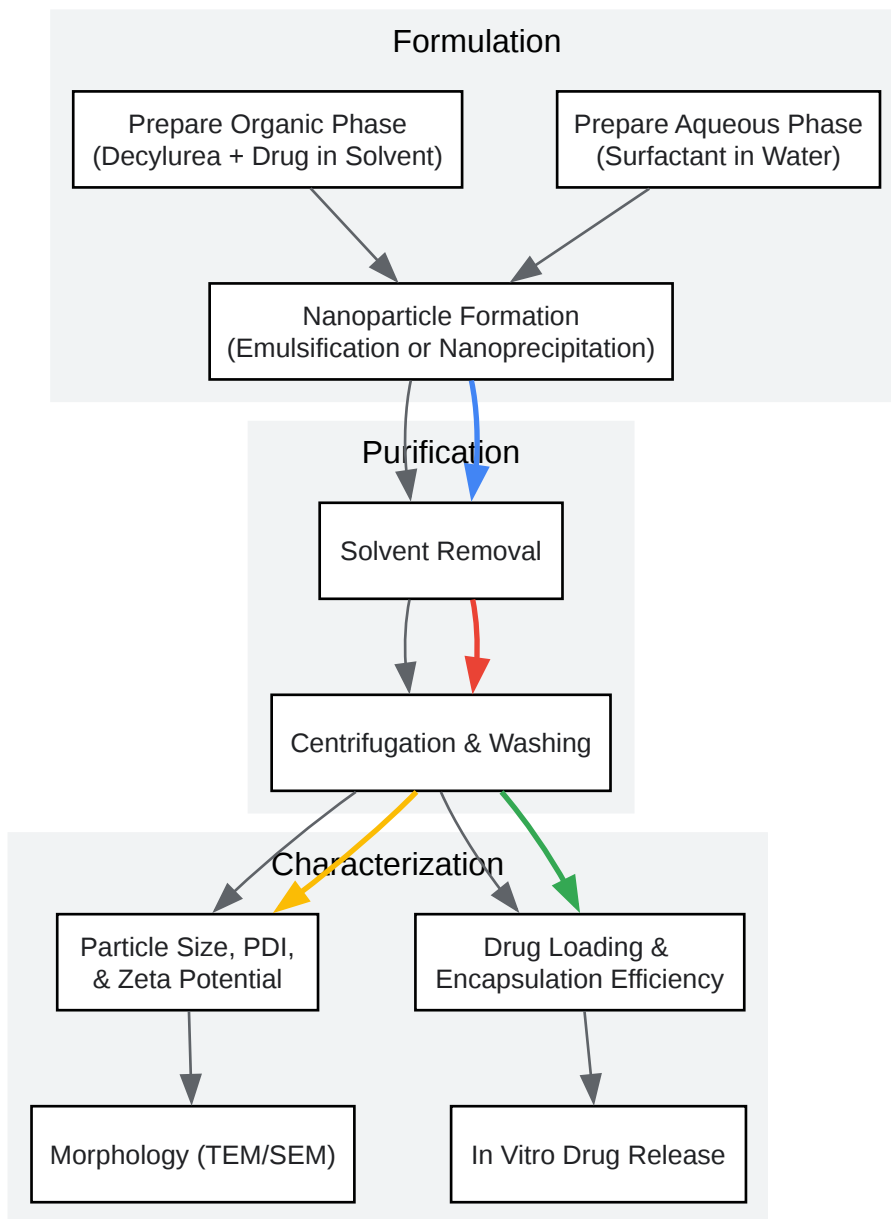 Formulation
Prepare Organic Phase
(Decylurea + Drug in Solvent)
Prepare Aqueous Phase
(Surfactant in Water)
Nanoparticle Formation
(Emulsification or Nanoprecipitation)
Purification
Solvent Removal
Centrifugation & Washing
Characterization
Particle Size, PDI,
& Zeta Potential
Drug Loading &
Encapsulation Efficiency
Morphology (TEM/SEM)
In Vitro Drug Release